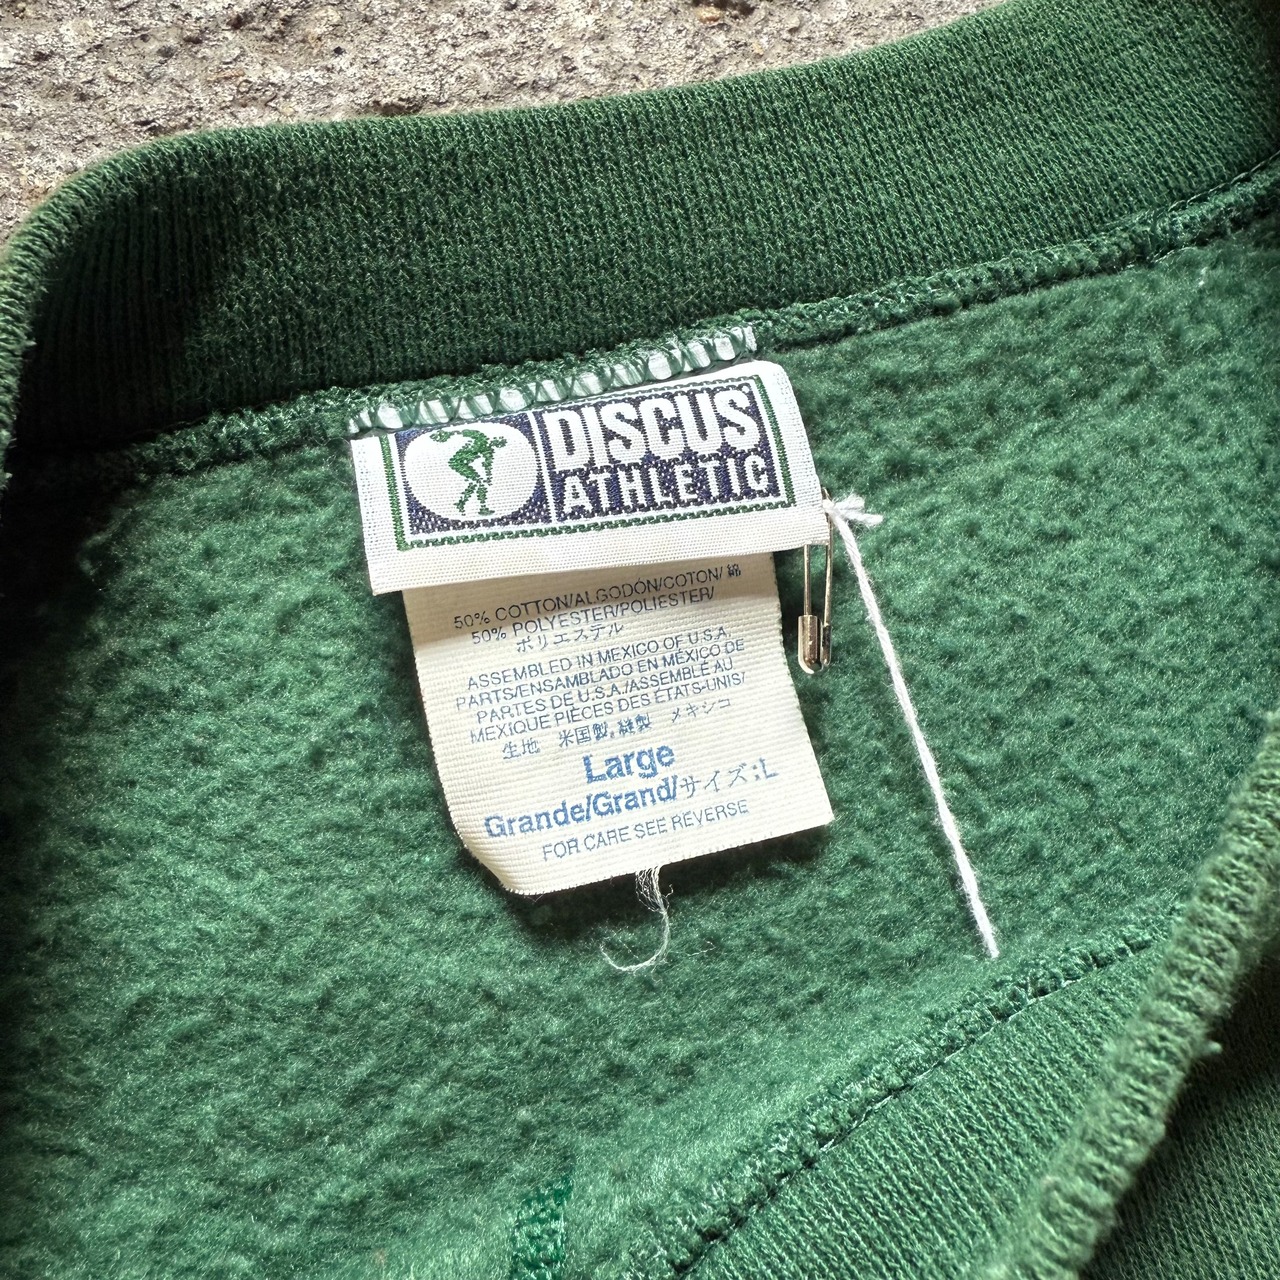 DISCUS
ATHLETIC
50% COTTON/ALGODÓN/COTON/ 綿
50% POLYESTER/POLIESTER/
ポリエステル
ASSEMBLED IN MEXICO OF U.S.A.
PARTS/ENSAMBLADO EN MÉXICO DE
PARTES DE U.S.A./ASSEMBLÉ AU
MEXIQUE PIÈCES DES ÉTATS-UNIS/
生地 米国製, 縫製 メキシコ
Large
Grande/Grand/サイズ:L
FOR CARE SEE REVERSE